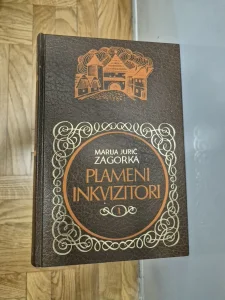 MARIJA JURIĆ
ZAGORKA
PLAMENI
INKVIZITORI
1